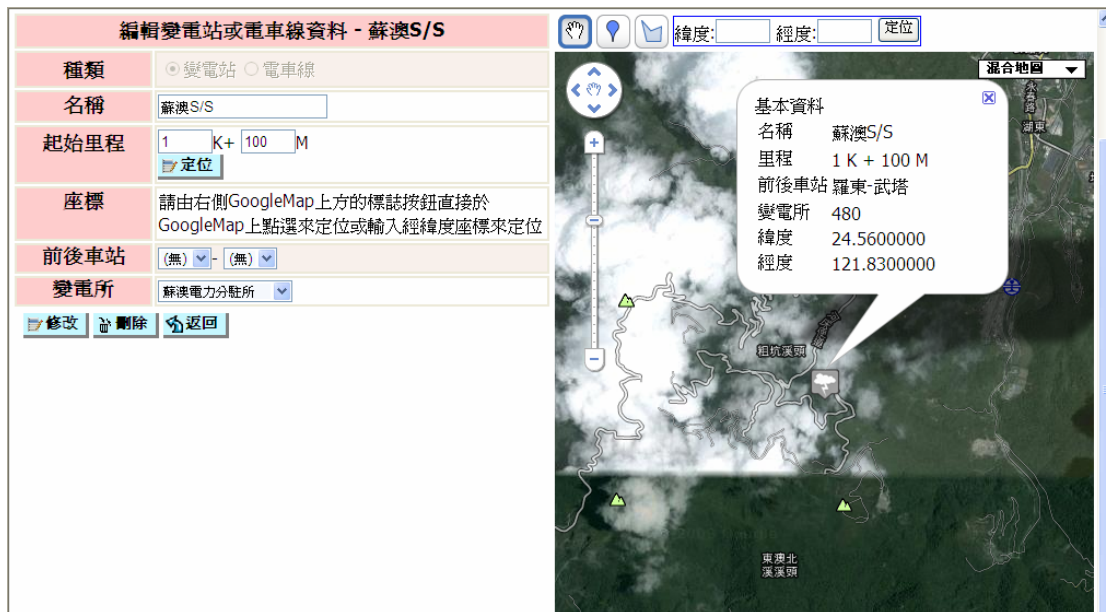 編輯變電站或電車線資料 - 蘇澳S/S
種類 變電站 電車線
名稱 蘇澳S/S
起始里程 1 K+ 100 M
定位
座標 請由右側GoogleMap上方的標誌按鈕直接於
GoogleMap上點選來定位或輸入經緯度座標來定位
前後車站 (無) - (無)
變電所 蘇澳電力分駐所
修改 刪除 返回
緯度: 經度: 定位
混合地圖
永春路
湖東
基本資料
名稱 蘇澳S/S
里程 1 K + 100 M
前後車站 羅東-武塔
變電所 480
緯度 24.5600000
經度 121.8300000
粗坑溪頭
東澳北
溪溪頭